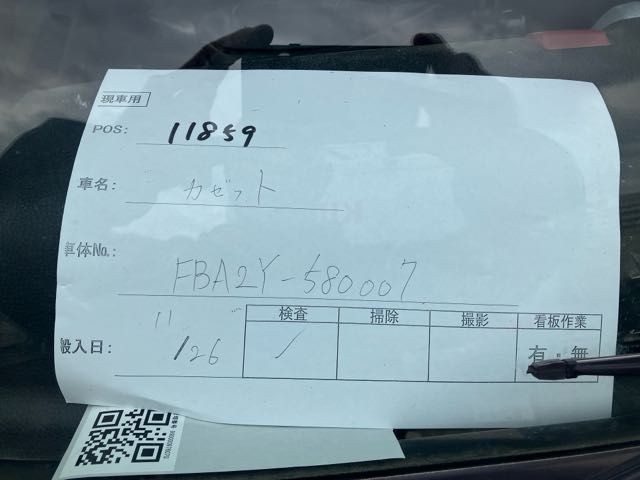 現車用
POS: 11859
車名: カゼット
車体No.: FBA2Y-580007
搬入日: 11/26
検査 掃除 撮影 看板作業
✓ 有・無